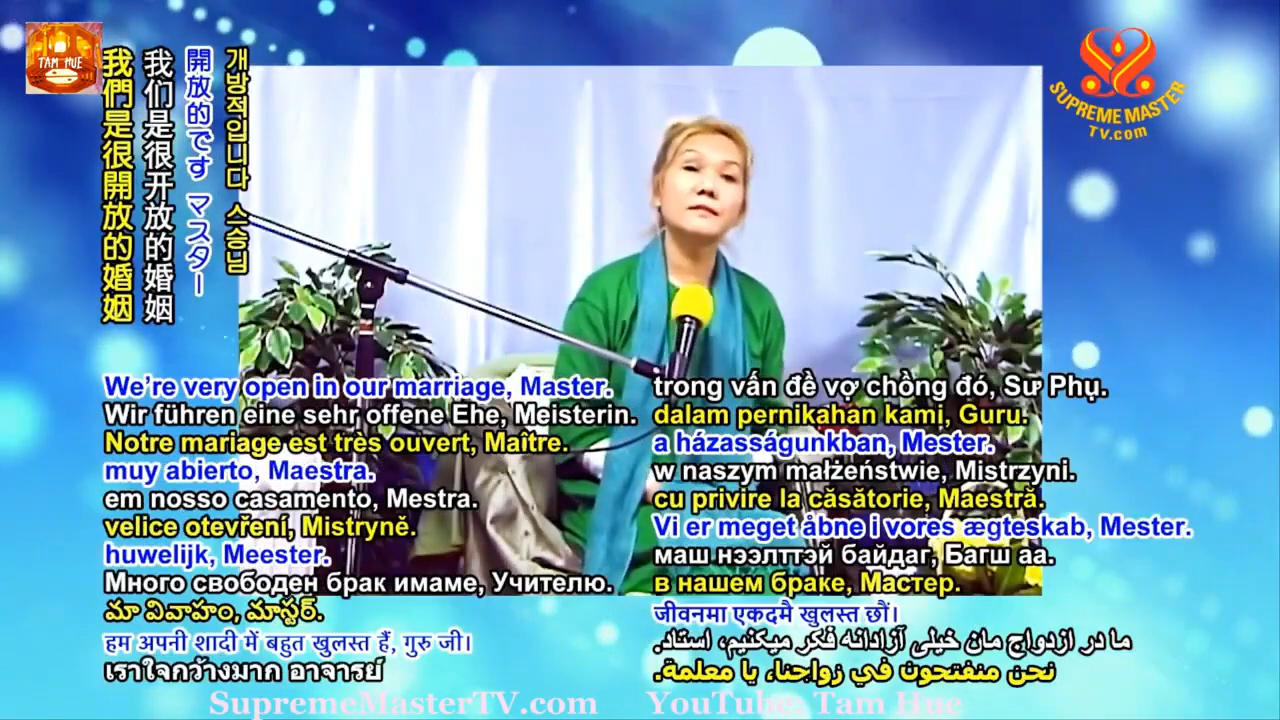 TAM HUE
我們是很開放的婚姻
我们是很开放的婚姻
開放的です マスター
개방적입니다 스승님
SUPREME MASTER
TV.com
We're very open in our marriage, Master.
Wir führen eine sehr offene Ehe, Meisterin.
Notre mariage est très ouvert, Maître.
muy abierto, Maestra.
em nosso casamento, Mestra.
velice otevření, Mistryně.
huwelijk, Meester.
Много свободен брак имаме, Учителю.
మా వివాహం, మాస్టర్.
हम अपनी शादी में बहुत खुलस्त हैं, गुरु जी।
เราใจกว้างมาก อาจารย์
trong vấn đề vợ chồng đó, Sư Phụ.
dalam pernikahan kami, Guru.
a házasságunkban, Mester.
w naszym małżeństwie, Mistrzyni.
cu privire la căsătorie, Maestră.
Vi er meget åbne i vores ægteskab, Mester.
маш нээлттэй байдаг, Багш аа.
в нашем браке, Мастер.
जीवनमा एकदमै खुलस्त छौं।
ما در ازدواج مان خیلی آزادانه فکر میکنیم، استاد.
نحن منفتحون في زواجنا، يا معلمة.
SupremeMasterTV.com YouTube: Tam Hue